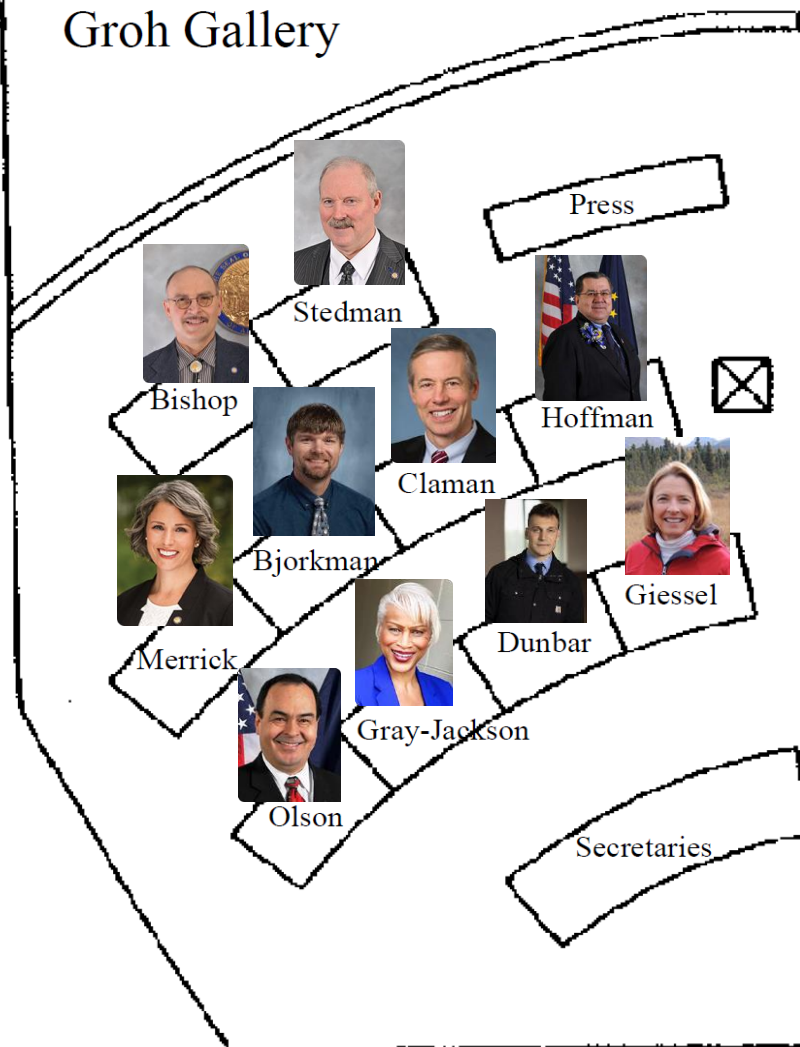 Groh Gallery
Press
Stedman
Bishop
Hoffman
Claman
Bjorkman
Giessel
Dunbar
Merrick
Gray-Jackson
Olson
Secretaries